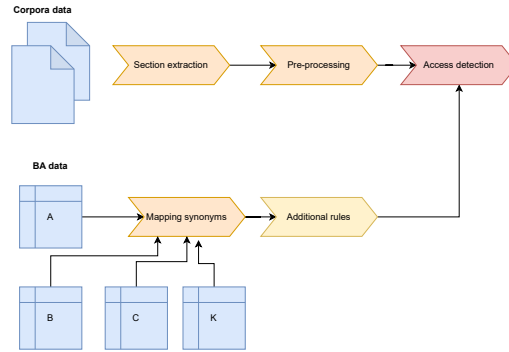 Corpora data
Section extraction
Pre-processing
Access detection
BA data
A
Mapping synonyms
Additional rules
B
C
K